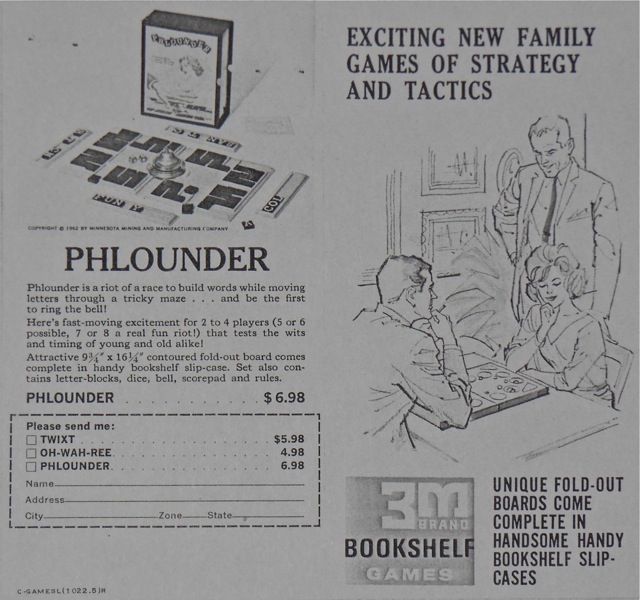 PHLOUNDER
FUN
COPYRIGHT © 1962 BY MINNESOTA MINING AND MANUFACTURING COMPANY
PHLOUNDER
Phlounder is a riot of a race to build words while moving
letters through a tricky maze . . . and be the first
to ring the bell!
Here's fast-moving excitement for 2 to 4 players (5 or 6
possible, 7 or 8 a real fun riot!) that tests the wits
and timing of young and old alike!
Attractive 9¾" x 16¼" contoured fold-out board comes
complete in handy bookshelf slip-case. Set also con-
tains letter-blocks, dice, bell, scorepad and rules.
PHLOUNDER . . . . . . . . . . . $ 6.98
Please send me:
TWIXT . . . . . . . . . . . . . . . . . . . $5.98
OH-WAH-REE . . . . . . . . . . . . . . . 4.98
PHLOUNDER . . . . . . . . . . . . . . . 6.98
Name
Address
City Zone State
C-GAMESL(1022.5)R
EXCITING NEW FAMILY
GAMES OF STRATEGY
AND TACTICS
3M
BRAND
BOOKSHELF
GAMES
UNIQUE FOLD-OUT
BOARDS COME
COMPLETE IN
HANDSOME HANDY
BOOKSHELF SLIP-
CASES